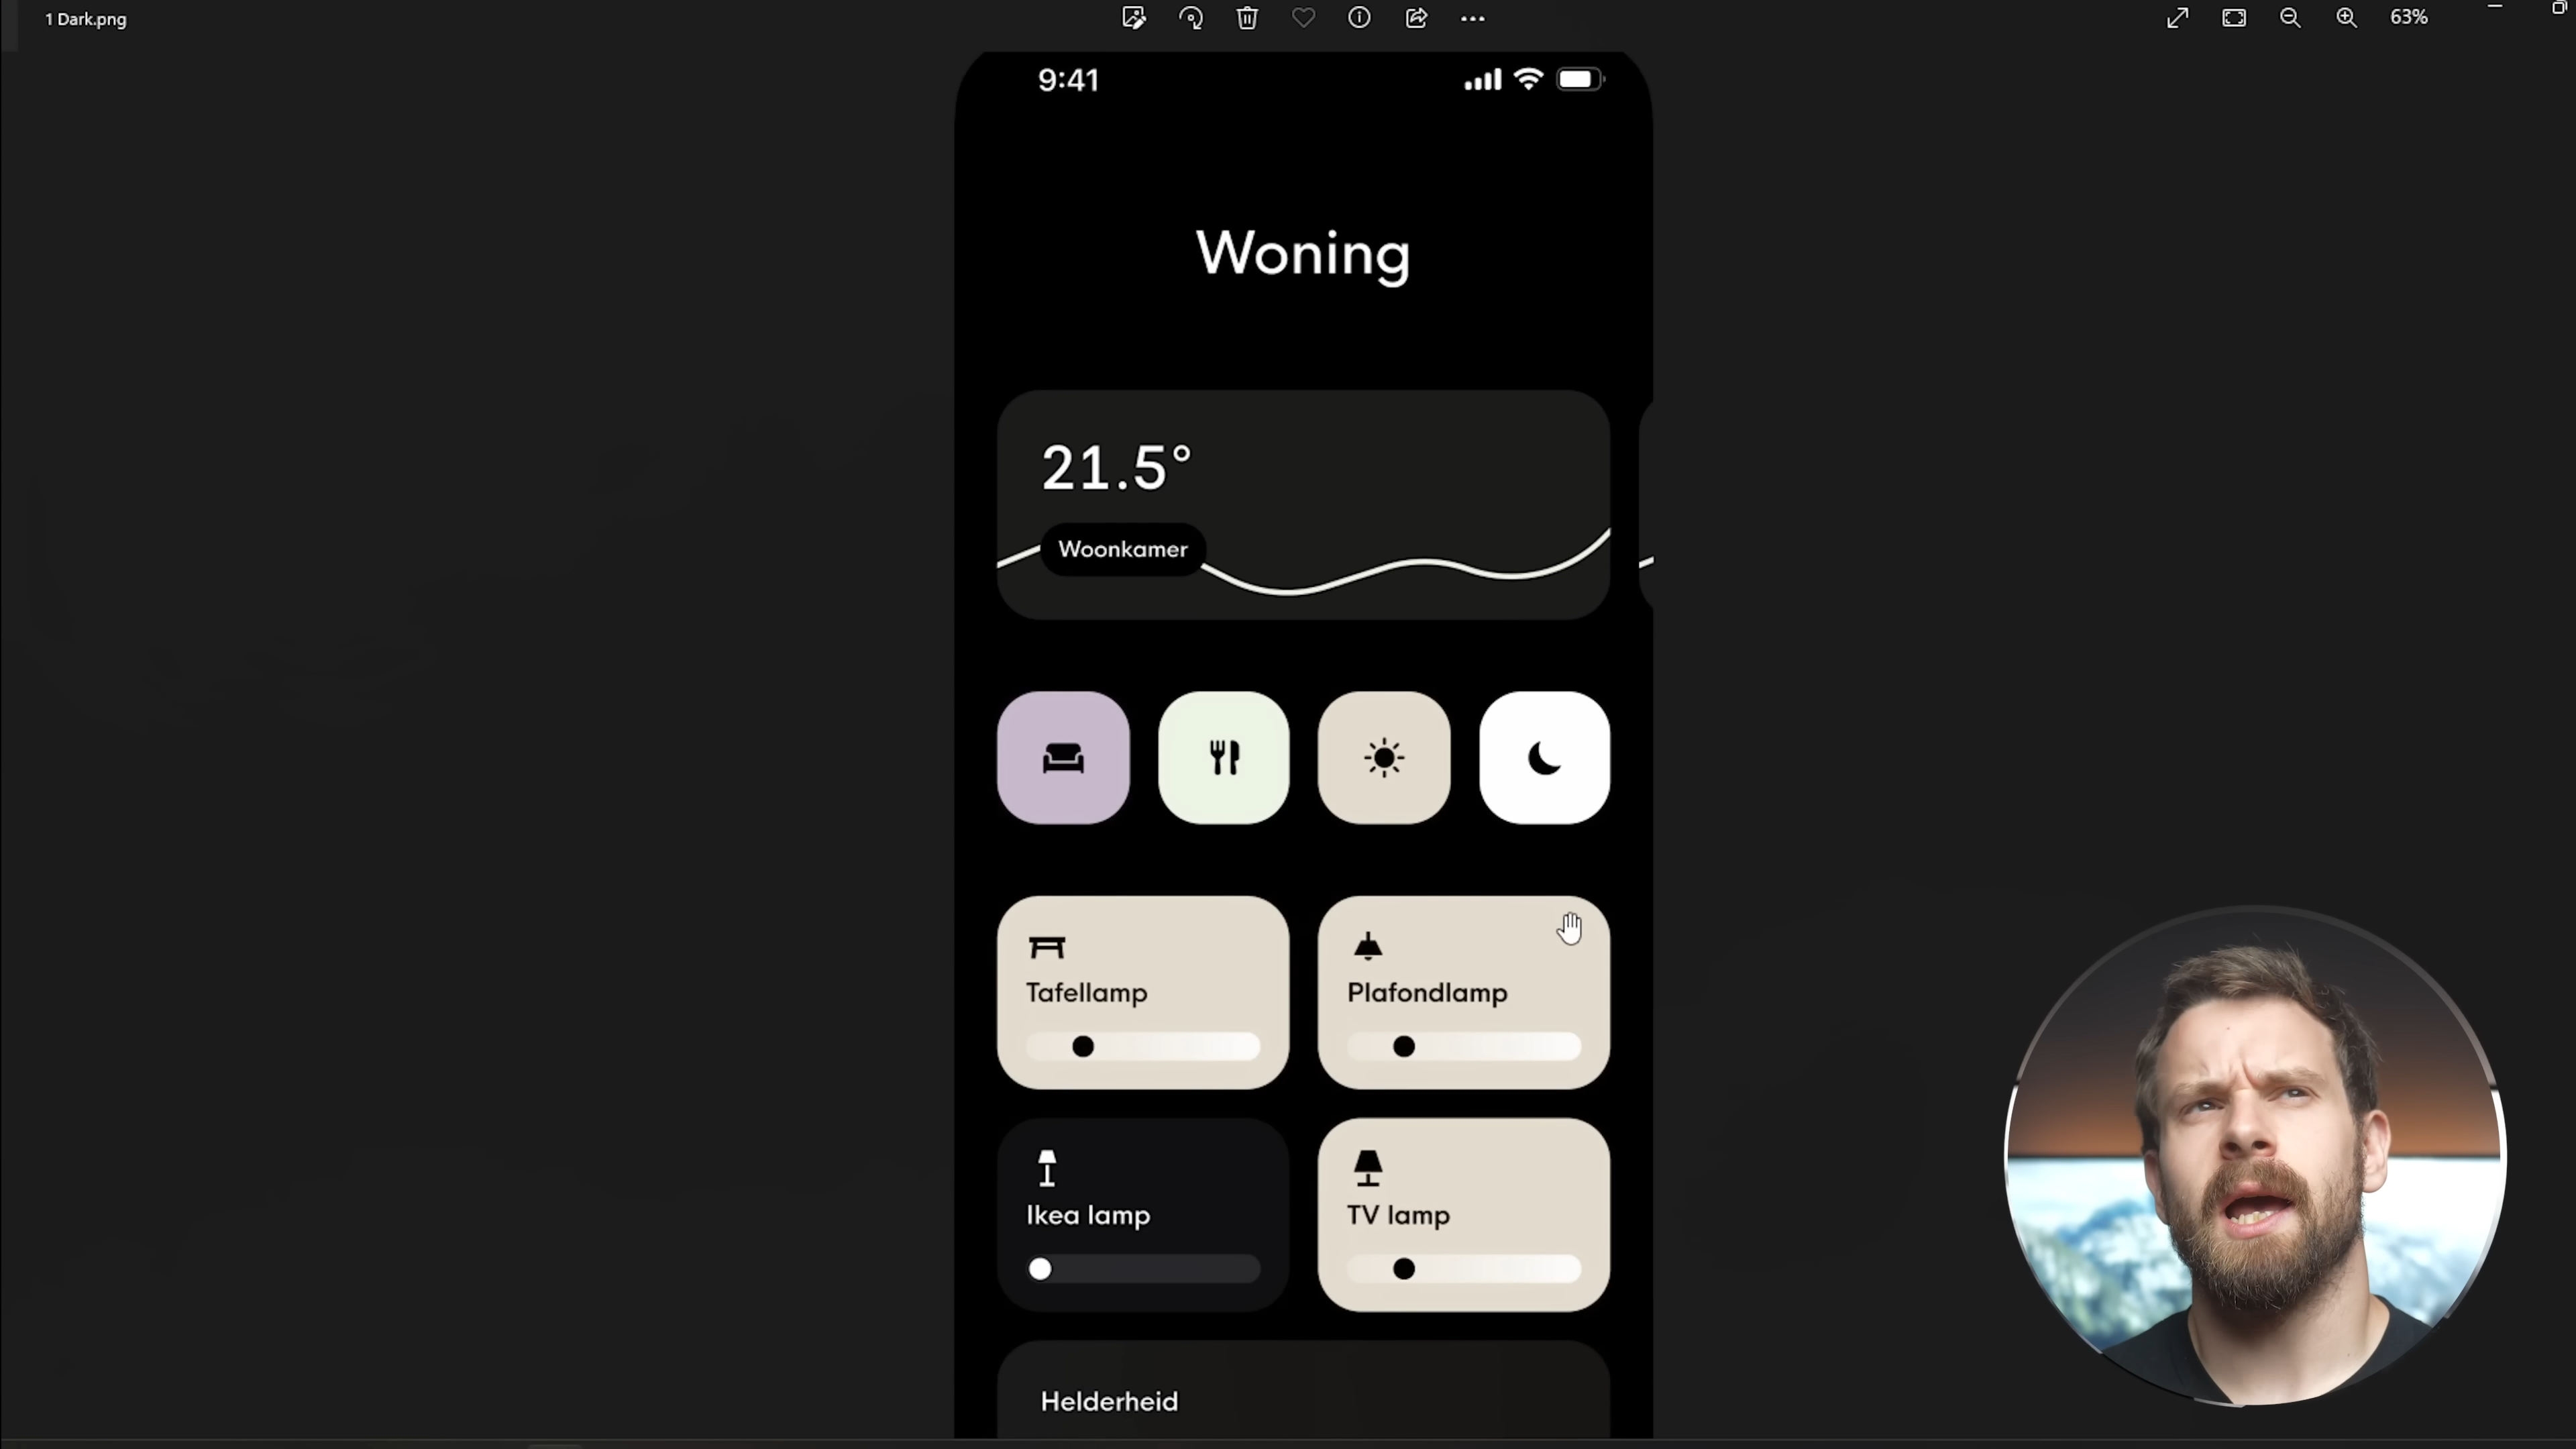 1 Dark.png
63%
9:41
Woning
21.5°
Woonkamer
Tafellamp
Plafondlamp
Ikea lamp
TV lamp
Helderheid